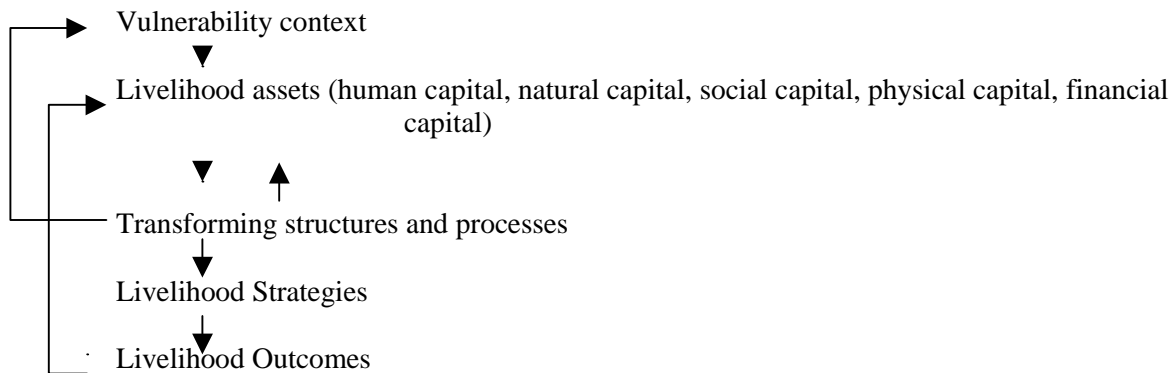 Vulnerability context
Livelihood assets (human capital, natural capital, social capital, physical capital, financial
capital)
Transforming structures and processes
Livelihood Strategies
Livelihood Outcomes